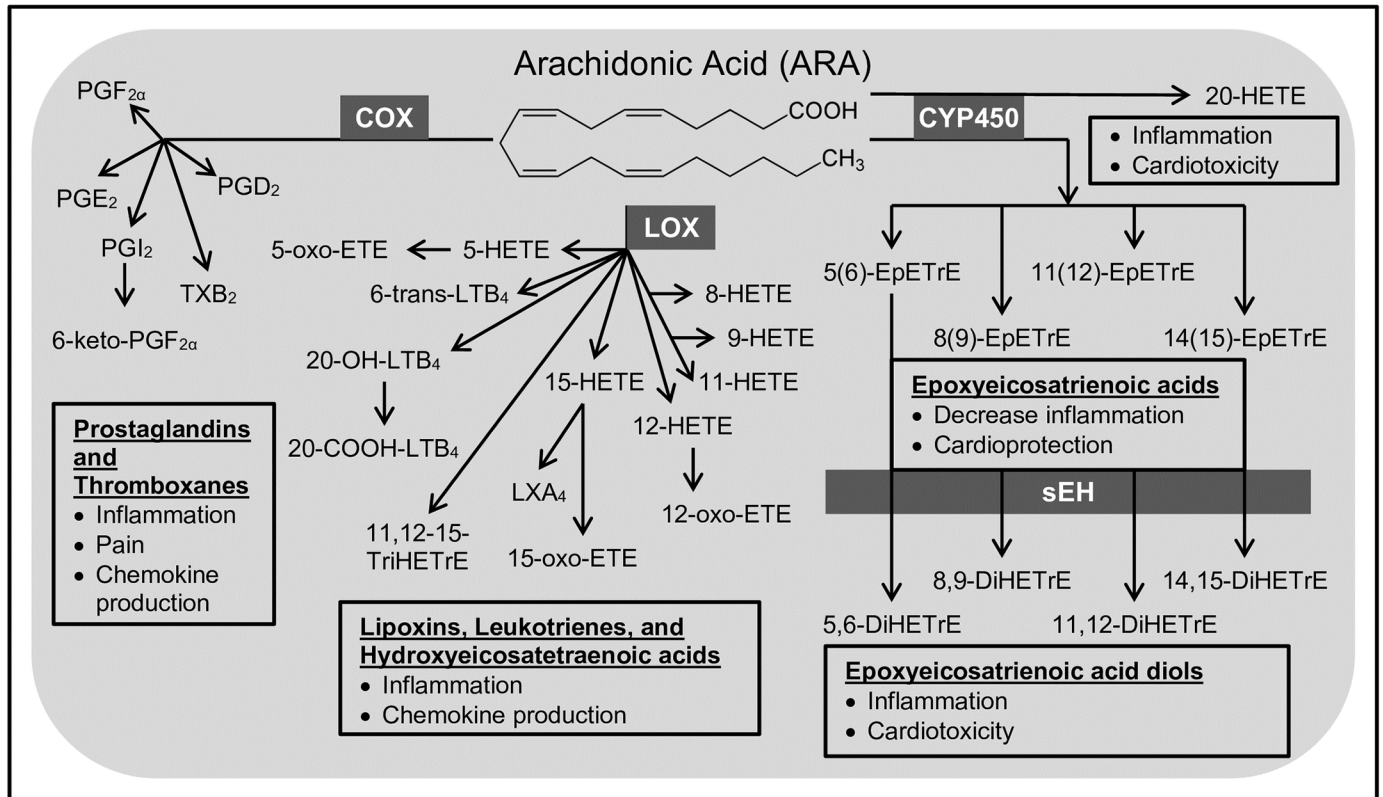 Arachidonic Acid (ARA)
COOH
CH3
COX
PGF2α
PGE2
PGD2
PGI2
TXB2
6-keto-PGF2α
Prostaglandins
and
Thromboxanes
• Inflammation
• Pain
• Chemokine
production
LOX
5-oxo-ETE
5-HETE
6-trans-LTB4
8-HETE
9-HETE
20-OH-LTB4
15-HETE
11-HETE
12-HETE
20-COOH-LTB4
LXA4
12-oxo-ETE
11,12-15-
TriHETrE
15-oxo-ETE
Lipoxins, Leukotrienes, and
Hydroxyeicosatetraenoic acids
• Inflammation
• Chemokine production
CYP450
20-HETE
• Inflammation
• Cardiotoxicity
5(6)-EpETrE
11(12)-EpETrE
8(9)-EpETrE
14(15)-EpETrE
Epoxyeicosatrienoic acids
• Decrease inflammation
• Cardioprotection
sEH
8,9-DiHETrE
14,15-DiHETrE
5,6-DiHETrE
11,12-DiHETrE
Epoxyeicosatrienoic acid diols
• Inflammation
• Cardiotoxicity